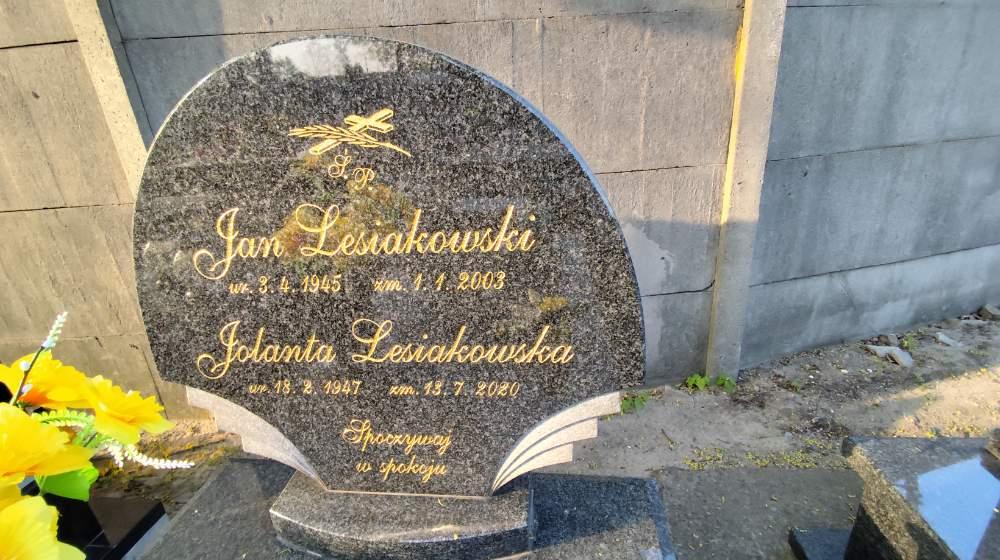 Ś. P.
Jan Lesiakowski
ur. 3. 4. 1945 zm. 1. 1. 2003
Jolanta Lesiakowska
ur. 18. 2. 1947 zm. 13. 7. 2020
Spoczywaj
w spokoju